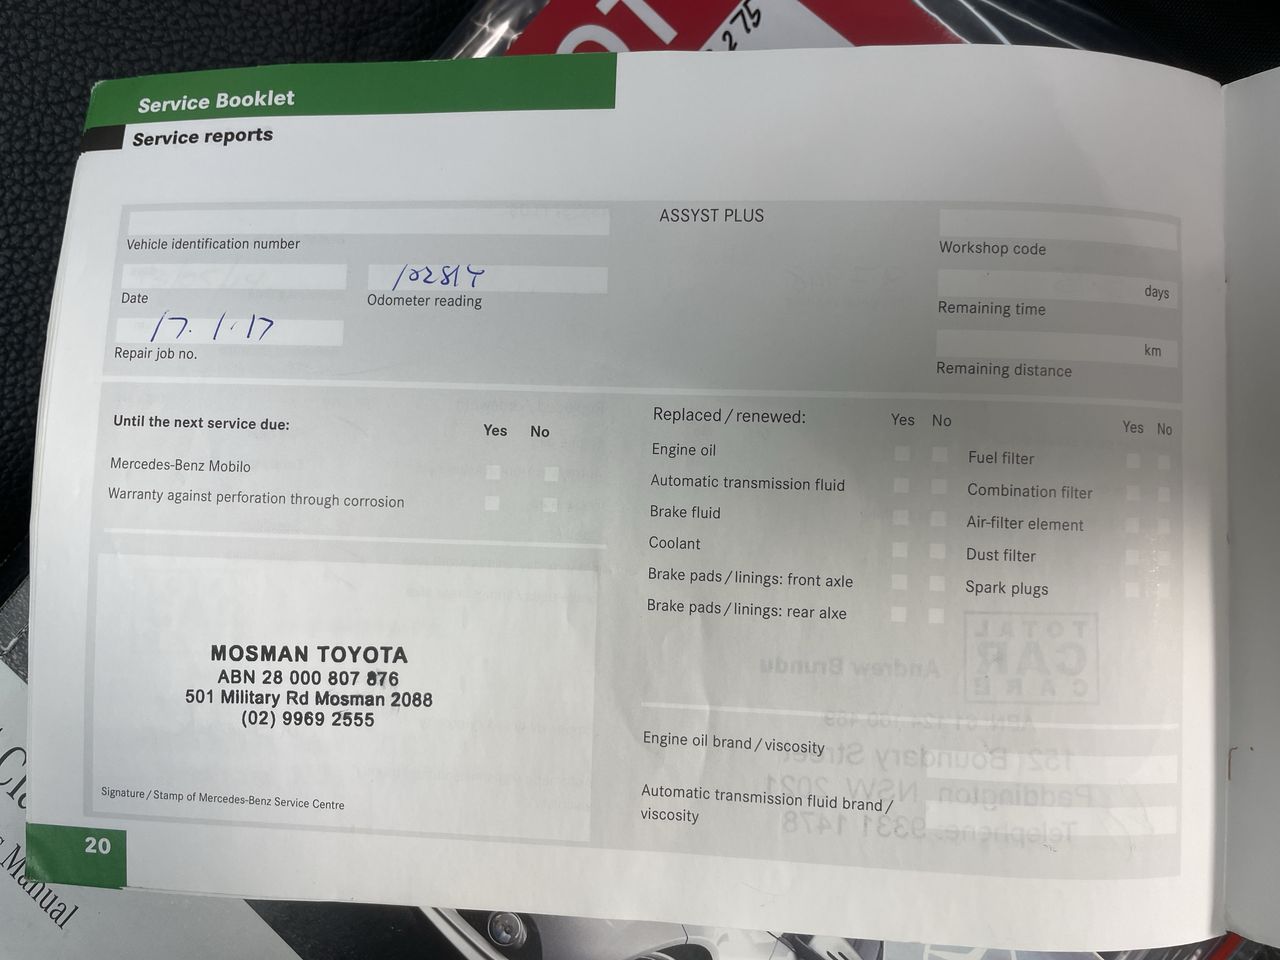 275
Service Booklet
Service reports
ASSYST PLUS
Vehicle identification number
Workshop code
Date
Odometer reading
days
Remaining time
17.1.17
Repair job no.
km
Remaining distance
Until the next service due:
Yes No
Mercedes-Benz Mobilo
Warranty against perforation through corrosion
Replaced / renewed:
Yes No
Engine oil
Automatic transmission fluid
Brake fluid
Coolant
Brake pads / linings: front axle
Brake pads / linings: rear alxe
Yes No
Fuel filter
Combination filter
Air-filter element
Dust filter
Spark plugs
MOSMAN TOYOTA
ABN 28 000 807 876
501 Military Rd Mosman 2088
(02) 9969 2555
Signature / Stamp of Mercedes-Benz Service Centre
Engine oil brand / viscosity
Automatic transmission fluid brand /
viscosity
20
Manual